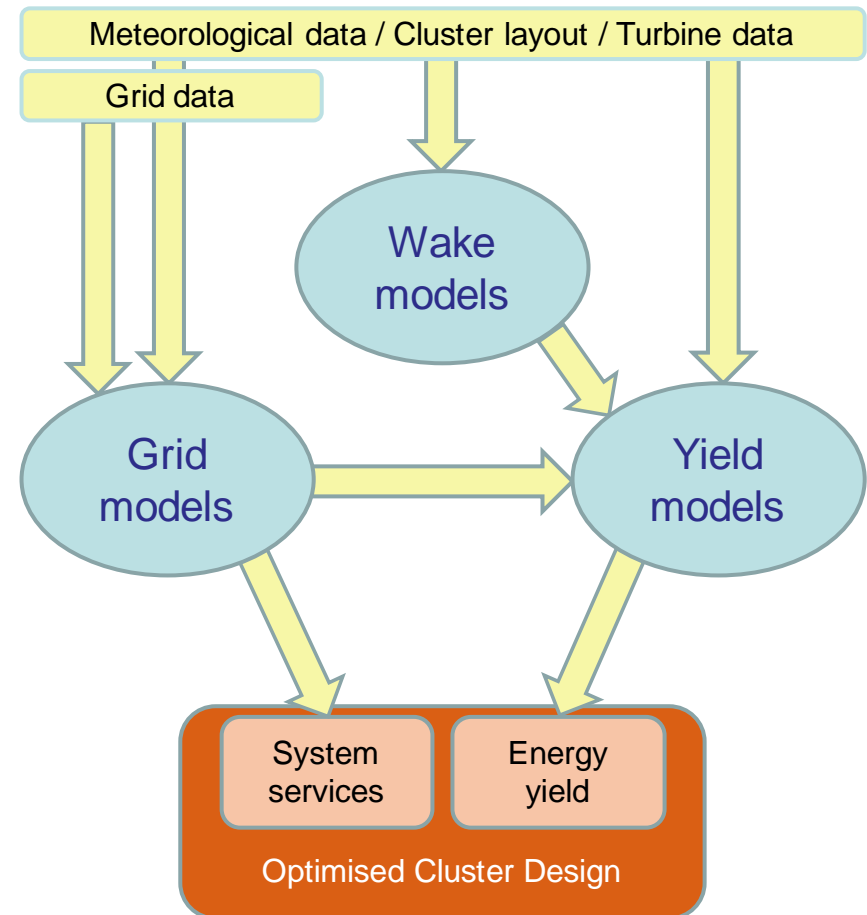 Meteorological data / Cluster layout / Turbine data
Grid data
Wake
models
Grid
models
Yield
models
System
services
Energy
yield
Optimised Cluster Design